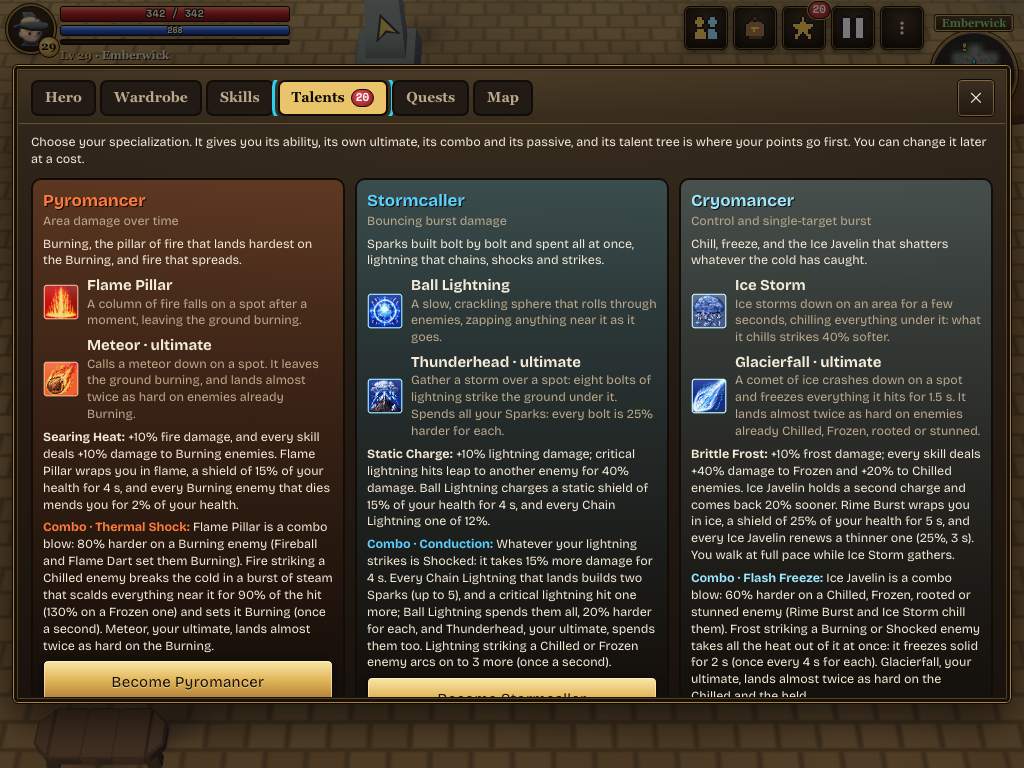 342 / 342
268
29
Lv 29 · Emberwick
20
Emberwick
Hero
Wardrobe
Skills
Talents 20
Quests
Map
Choose your specialization. It gives you its ability, its own ultimate, its combo and its passive, and its talent tree is where your points go first. You can change it later
at a cost.
Pyromancer
Area damage over time
Burning, the pillar of fire that lands hardest on
the Burning, and fire that spreads.
Flame Pillar
A column of fire falls on a spot after a
moment, leaving the ground burning.
Meteor · ultimate
Calls a meteor down on a spot. It leaves
the ground burning, and lands almost
twice as hard on enemies already
Burning.
Searing Heat: +10% fire damage, and every skill
deals +10% damage to Burning enemies. Flame
Pillar wraps you in flame, a shield of 15% of your
health for 4 s, and every Burning enemy that dies
mends you for 2% of your health.
Combo · Thermal Shock: Flame Pillar is a combo
blow: 80% harder on a Burning enemy (Fireball
and Flame Dart set them Burning). Fire striking a
Chilled enemy breaks the cold in a burst of steam
that scalds everything near it for 90% of the hit
(130% on a Frozen one) and sets it Burning (once
a second). Meteor, your ultimate, lands almost
twice as hard on the Burning.
Become Pyromancer
Stormcaller
Bouncing burst damage
Sparks built bolt by bolt and spent all at once,
lightning that chains, shocks and strikes.
Ball Lightning
A slow, crackling sphere that rolls through
enemies, zapping anything near it as it
goes.
Thunderhead · ultimate
Gather a storm over a spot: eight bolts of
lightning strike the ground under it.
Spends all your Sparks: every bolt is 25%
harder for each.
Static Charge: +10% lightning damage; critical
lightning hits leap to another enemy for 40%
damage. Ball Lightning charges a static shield of
15% of your health for 4 s, and every Chain
Lightning one of 12%.
Combo · Conduction: Whatever your lightning
strikes is Shocked: it takes 15% more damage for
4 s. Every Chain Lightning that lands builds two
Sparks (up to 5), and a critical lightning hit one
more; Ball Lightning spends them all, 20% harder
for each, and Thunderhead, your ultimate, spends
them too. Lightning striking a Chilled or Frozen
enemy arcs on to 3 more (once a second).
Become Stormcaller
Cryomancer
Control and single-target burst
Chill, freeze, and the Ice Javelin that shatters
whatever the cold has caught.
Ice Storm
Ice storms down on an area for a few
seconds, chilling everything under it: what
it chills strikes 40% softer.
Glacierfall · ultimate
A comet of ice crashes down on a spot
and freezes everything it hits for 1.5 s. It
lands almost twice as hard on enemies
already Chilled, Frozen, rooted or stunned.
Brittle Frost: +10% frost damage; every skill deals
+40% damage to Frozen and +20% to Chilled
enemies. Ice Javelin holds a second charge and
comes back 20% sooner. Rime Burst wraps you
in ice, a shield of 25% of your health for 5 s, and
every Ice Javelin renews a thinner one (25%, 3 s).
You walk at full pace while Ice Storm gathers.
Combo · Flash Freeze: Ice Javelin is a combo
blow: 60% harder on a Chilled, Frozen, rooted or
stunned enemy (Rime Burst and Ice Storm chill
them). Frost striking a Burning or Shocked enemy
takes all the heat out of it at once: it freezes solid
for 2 s (once every 4 s for each). Glacierfall, your
ultimate, lands almost twice as hard on the
Chilled and the held.